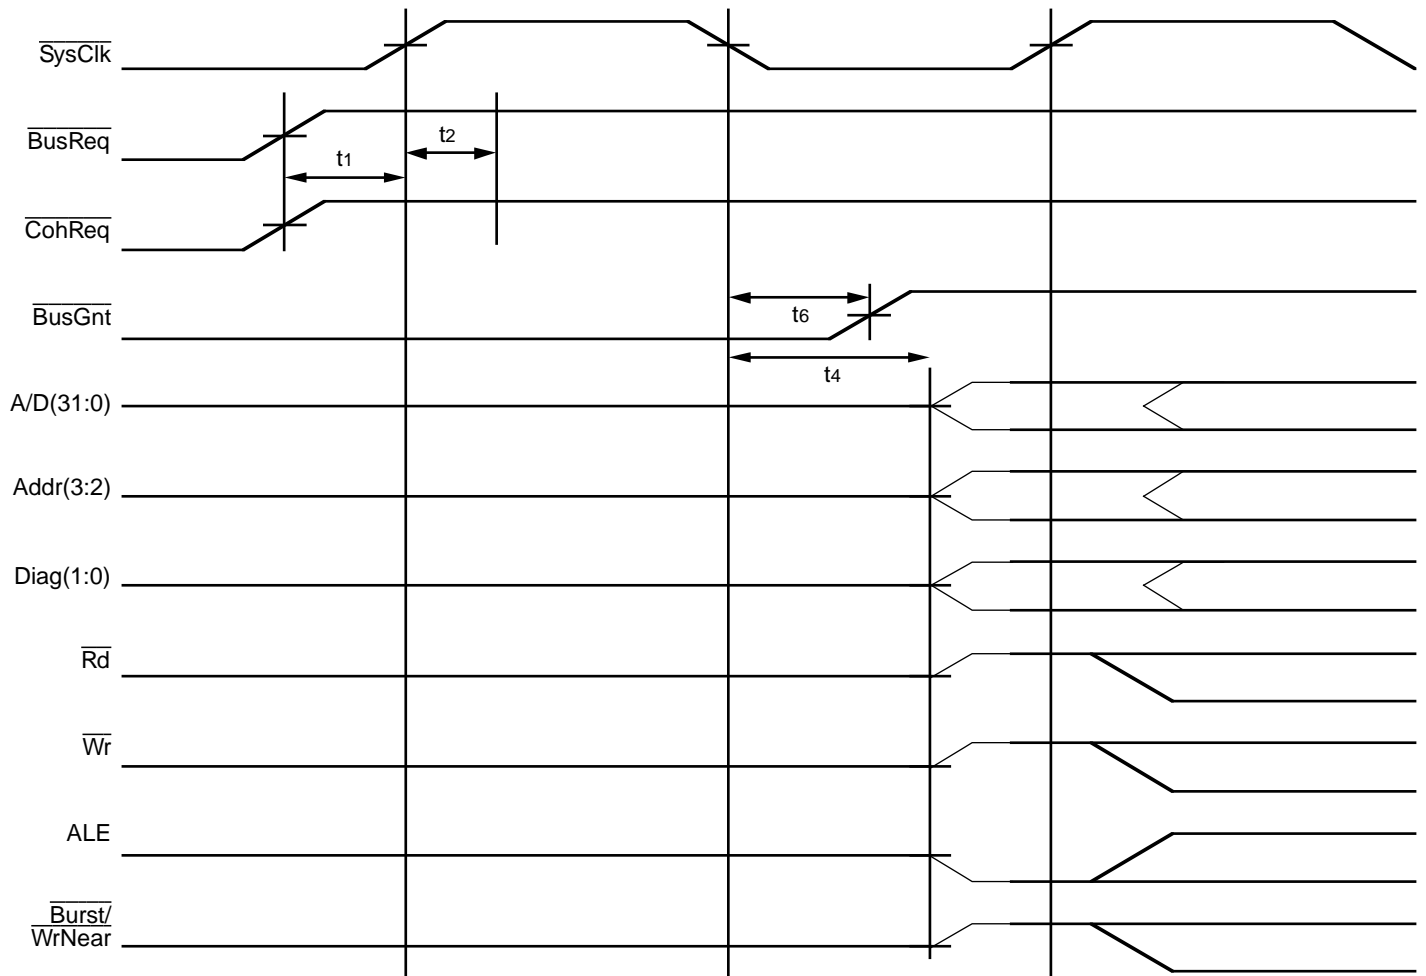 SysClk
BusReq
t2
t1
CohReq
BusGnt
t6
t4
A/D(31:0)
Addr(3:2)
Diag(1:0)
Rd
Wr
ALE
Burst/
WrNear